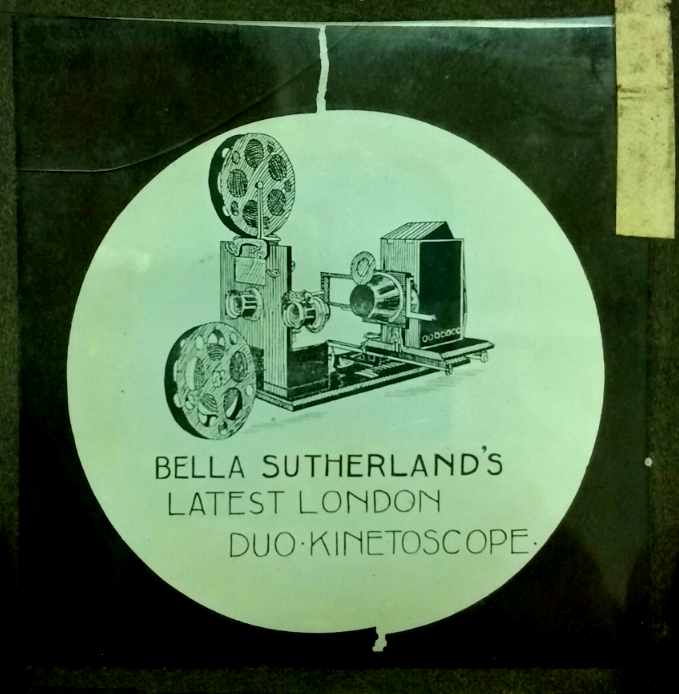 BELLA SUTHERLAND'S
LATEST LONDON
DUO·KINETOSCOPE·